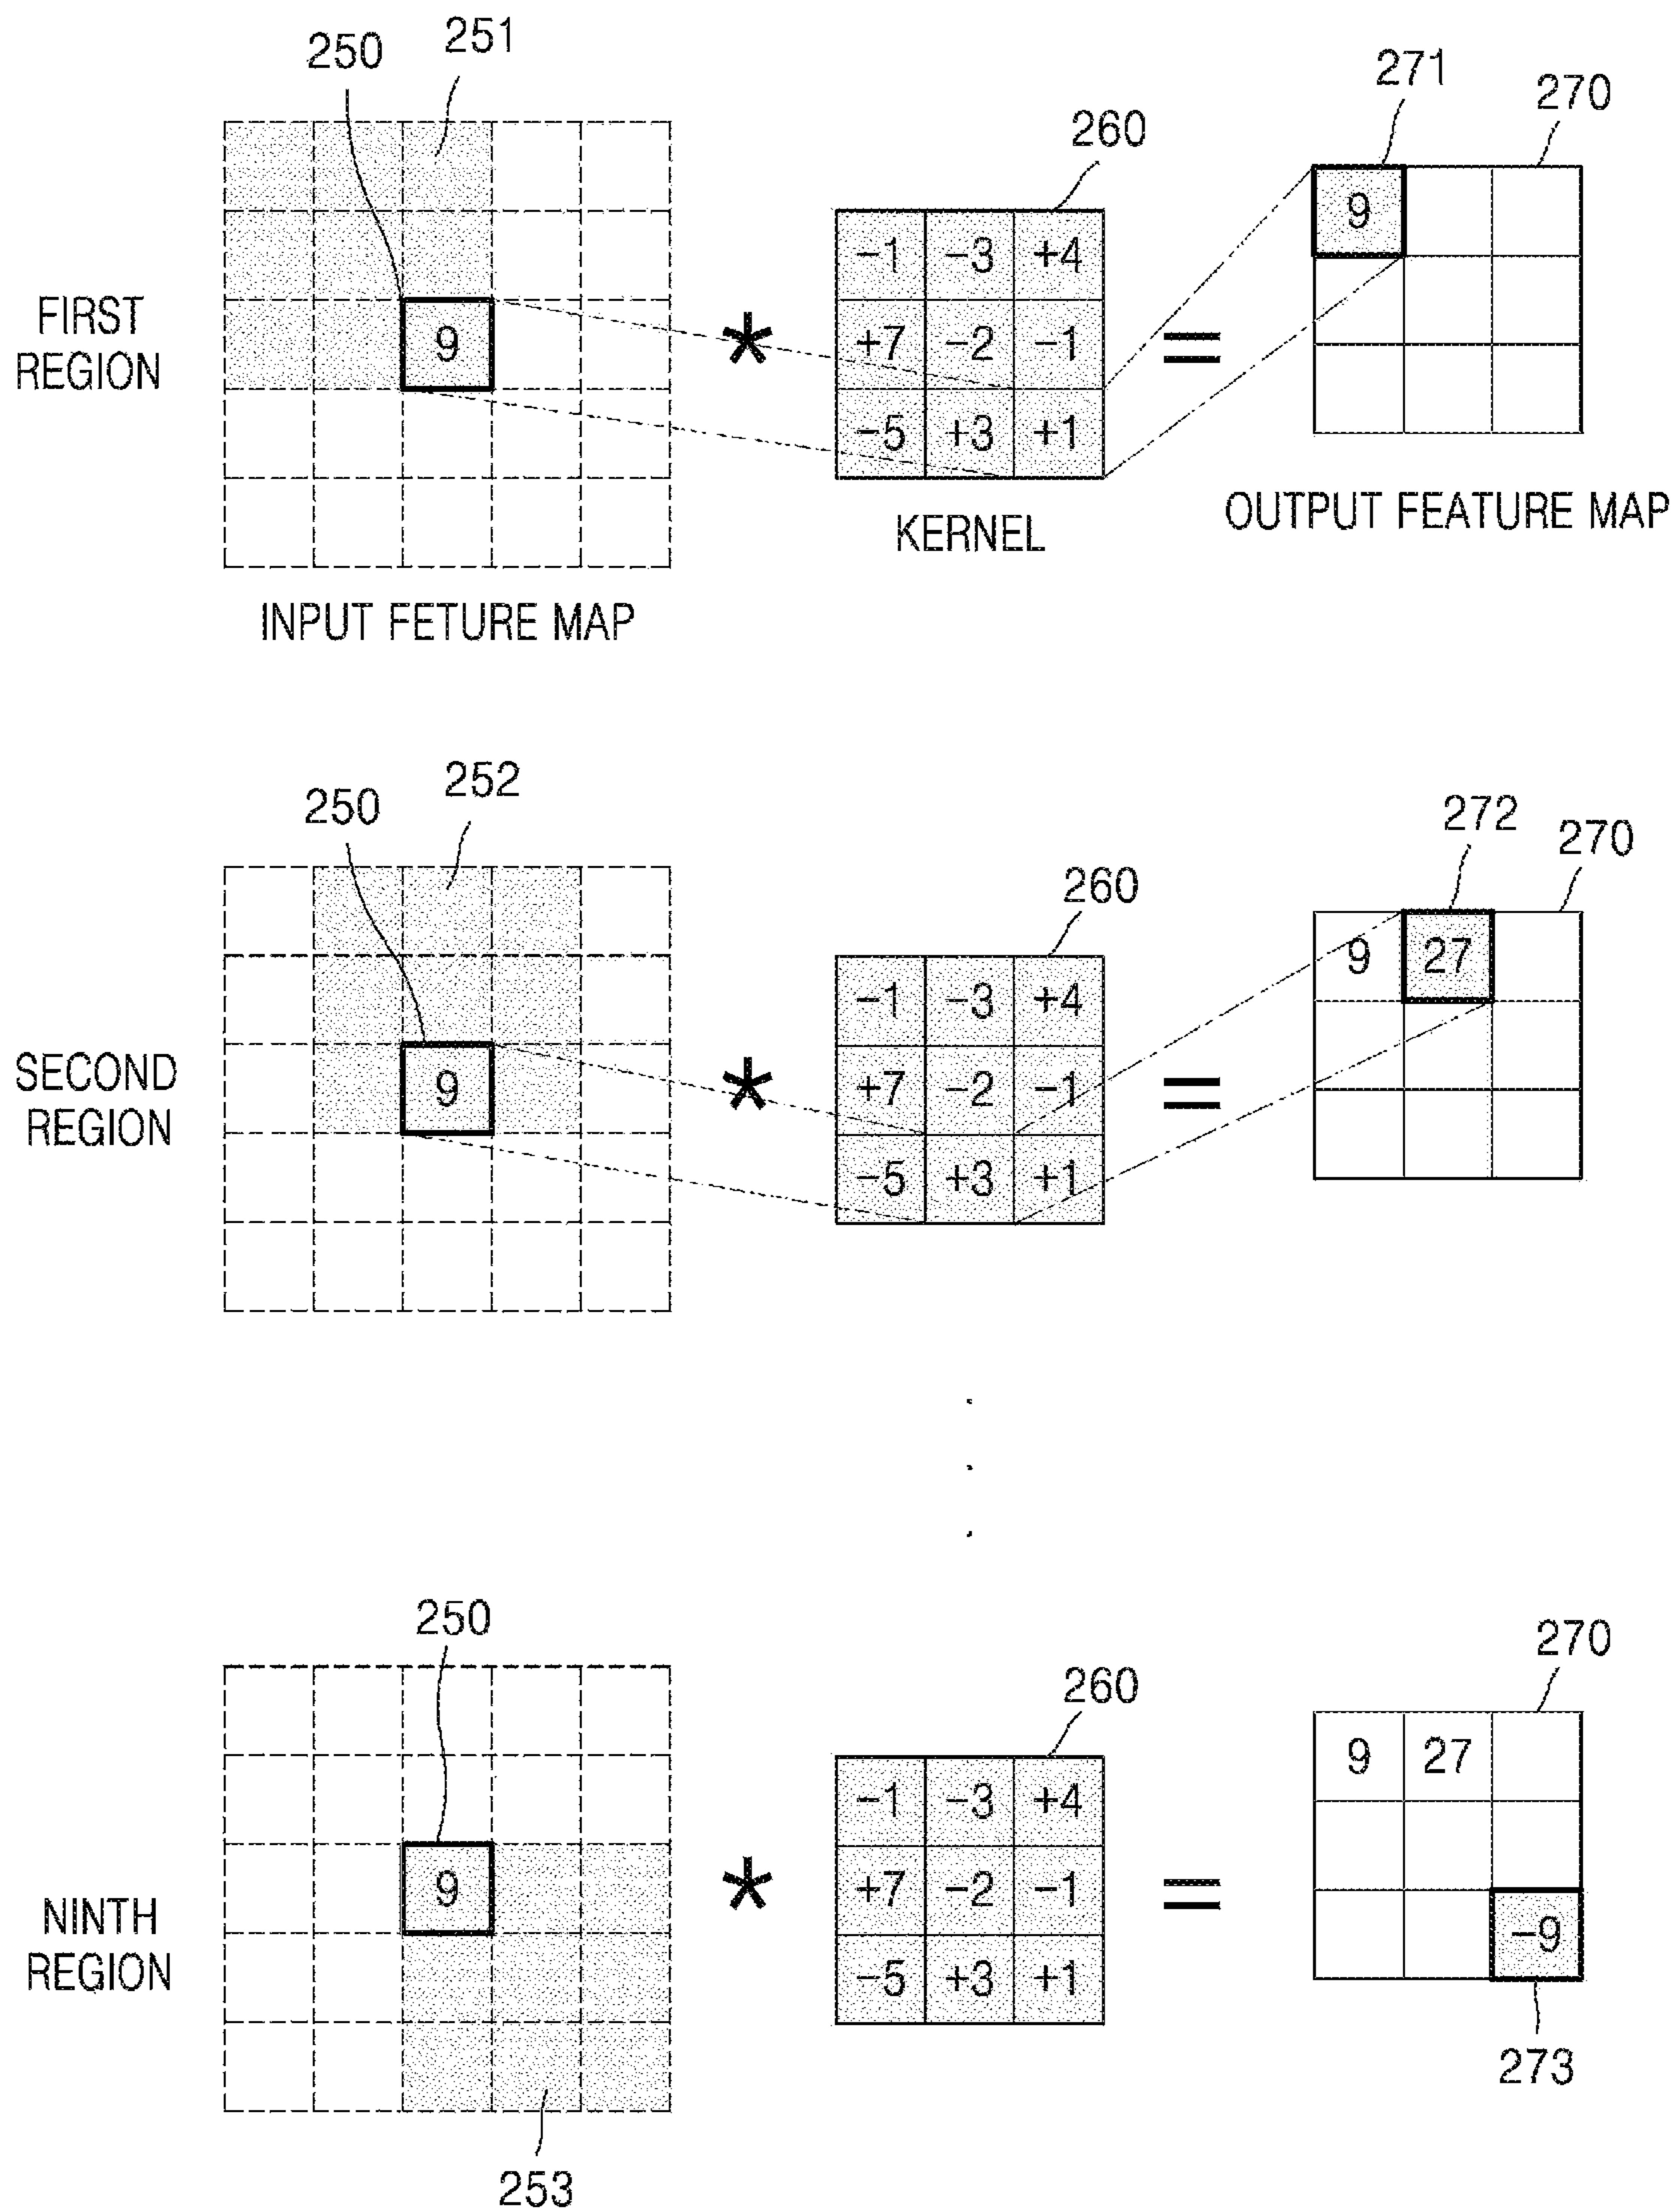 250
251
271
270
260
9
-1 -3 +4
FIRST
REGION
9
*
+7 -2 -1
=
-5 +3 +1
KERNEL
OUTPUT FEATURE MAP
INPUT FETURE MAP
250
252
272
270
260
9 27
-1 -3 +4
SECOND
REGION
9
*
+7 -2 -1
=
-5 +3 +1
250
270
260
9 27
-1 -3 +4
NINTH
REGION
9
*
+7 -2 -1
=
-9
-5 +3 +1
273
253